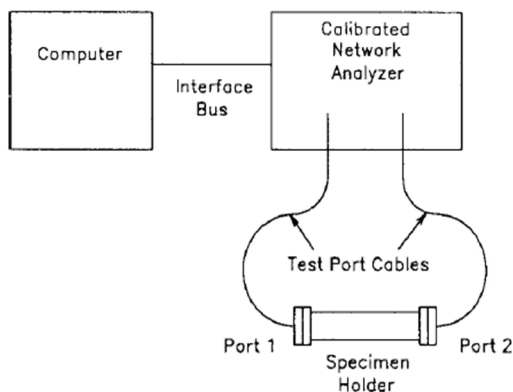 Computer
Interface
Bus
Calibrated
Network
Analyzer
Test Port Cables
Port 1
Port 2
Specimen
Holder